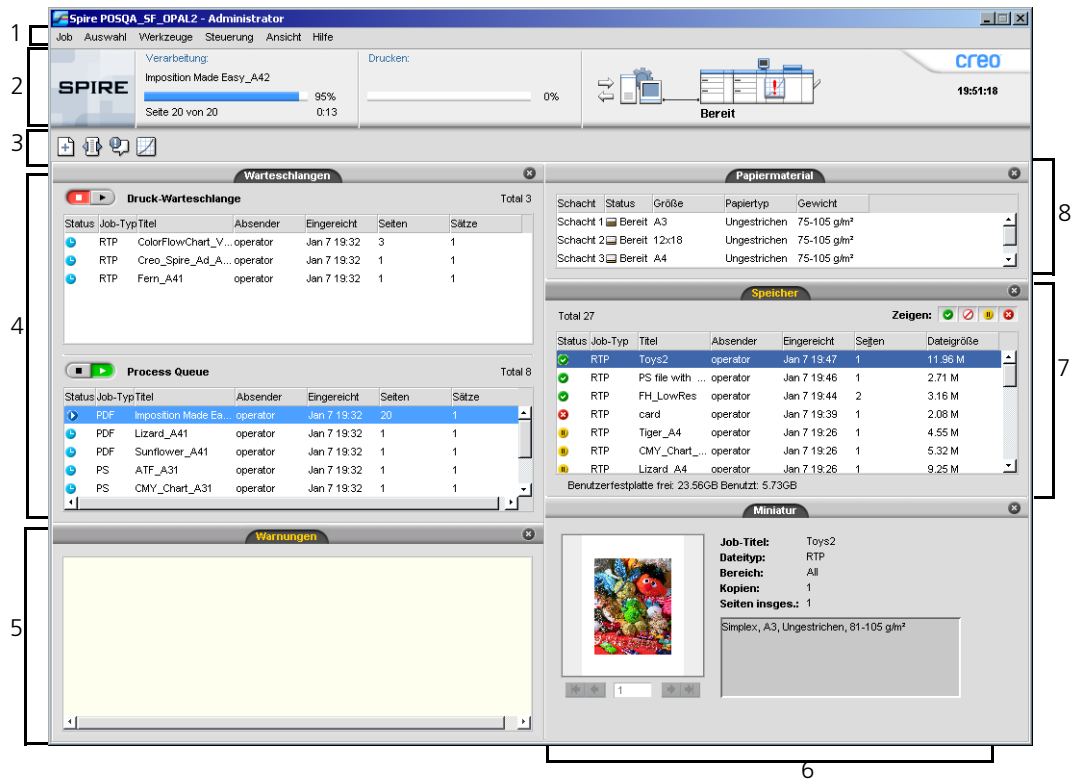 Spire POSQA_SF_OPAL2 - Administrator
1
Job Auswahl Werkzeuge Steuerung Ansicht Hilfe
2
SPIRE
Verarbeitung:
Imposition Made Easy_A42
95%
Seite 20 von 20 0:13
Drucken:
0%
Bereit
creo
19:51:18
3
4
Warteschlangen
Druck-Warteschlange Total 3
Status Job-Typ Titel Absender Eingereicht Seiten Sätze
RTP ColorFlowChart_V... operator Jan 7 19:32 3 1
RTP Creo_Spire_Ad_A... operator Jan 7 19:32 1 1
RTP Fern_A41 operator Jan 7 19:32 1 1
Process Queue Total 8
Status Job-Typ Titel Absender Eingereicht Seiten Sätze
PDF Imposition Made Ea... operator Jan 7 19:32 20 1
PDF Lizard_A41 operator Jan 7 19:32 1 1
PDF Sunflower_A41 operator Jan 7 19:32 1 1
PS ATF_A31 operator Jan 7 19:32 1 1
PS CMY_Chart_A31 operator Jan 7 19:32 1 1
5
Warnungen
8
Papiermaterial
Schacht Status Größe Papiertyp Gewicht
Schacht 1 Bereit A3 Ungestrichen 75-105 g/m²
Schacht 2 Bereit 12x18 Ungestrichen 75-105 g/m²
Schacht 3 Bereit A4 Ungestrichen 75-105 g/m²
7
Speicher
Total 27 Zeigen:
Status Job-Typ Titel Absender Eingereicht Seiten Dateigröße
RTP Toys2 operator Jan 7 19:47 1 11.96 M
RTP PS file with ... operator Jan 7 19:46 1 2.71 M
RTP FH_LowRes operator Jan 7 19:44 2 3.16 M
RTP card operator Jan 7 19:39 1 2.08 M
RTP Tiger_A4 operator Jan 7 19:26 1 4.55 M
RTP CMY_Chart_... operator Jan 7 19:26 1 5.32 M
RTP Lizard_A4 operator Jan 7 19:26 1 9.25 M
Benutzerfestplatte frei: 23.56GB Benutzt: 5.73GB
Miniatur
1
Job-Titel: Toys2
Dateityp: RTP
Bereich: All
Kopien: 1
Seiten insges.: 1
Simplex, A3, Ungestrichen, 81-105 g/m²
6